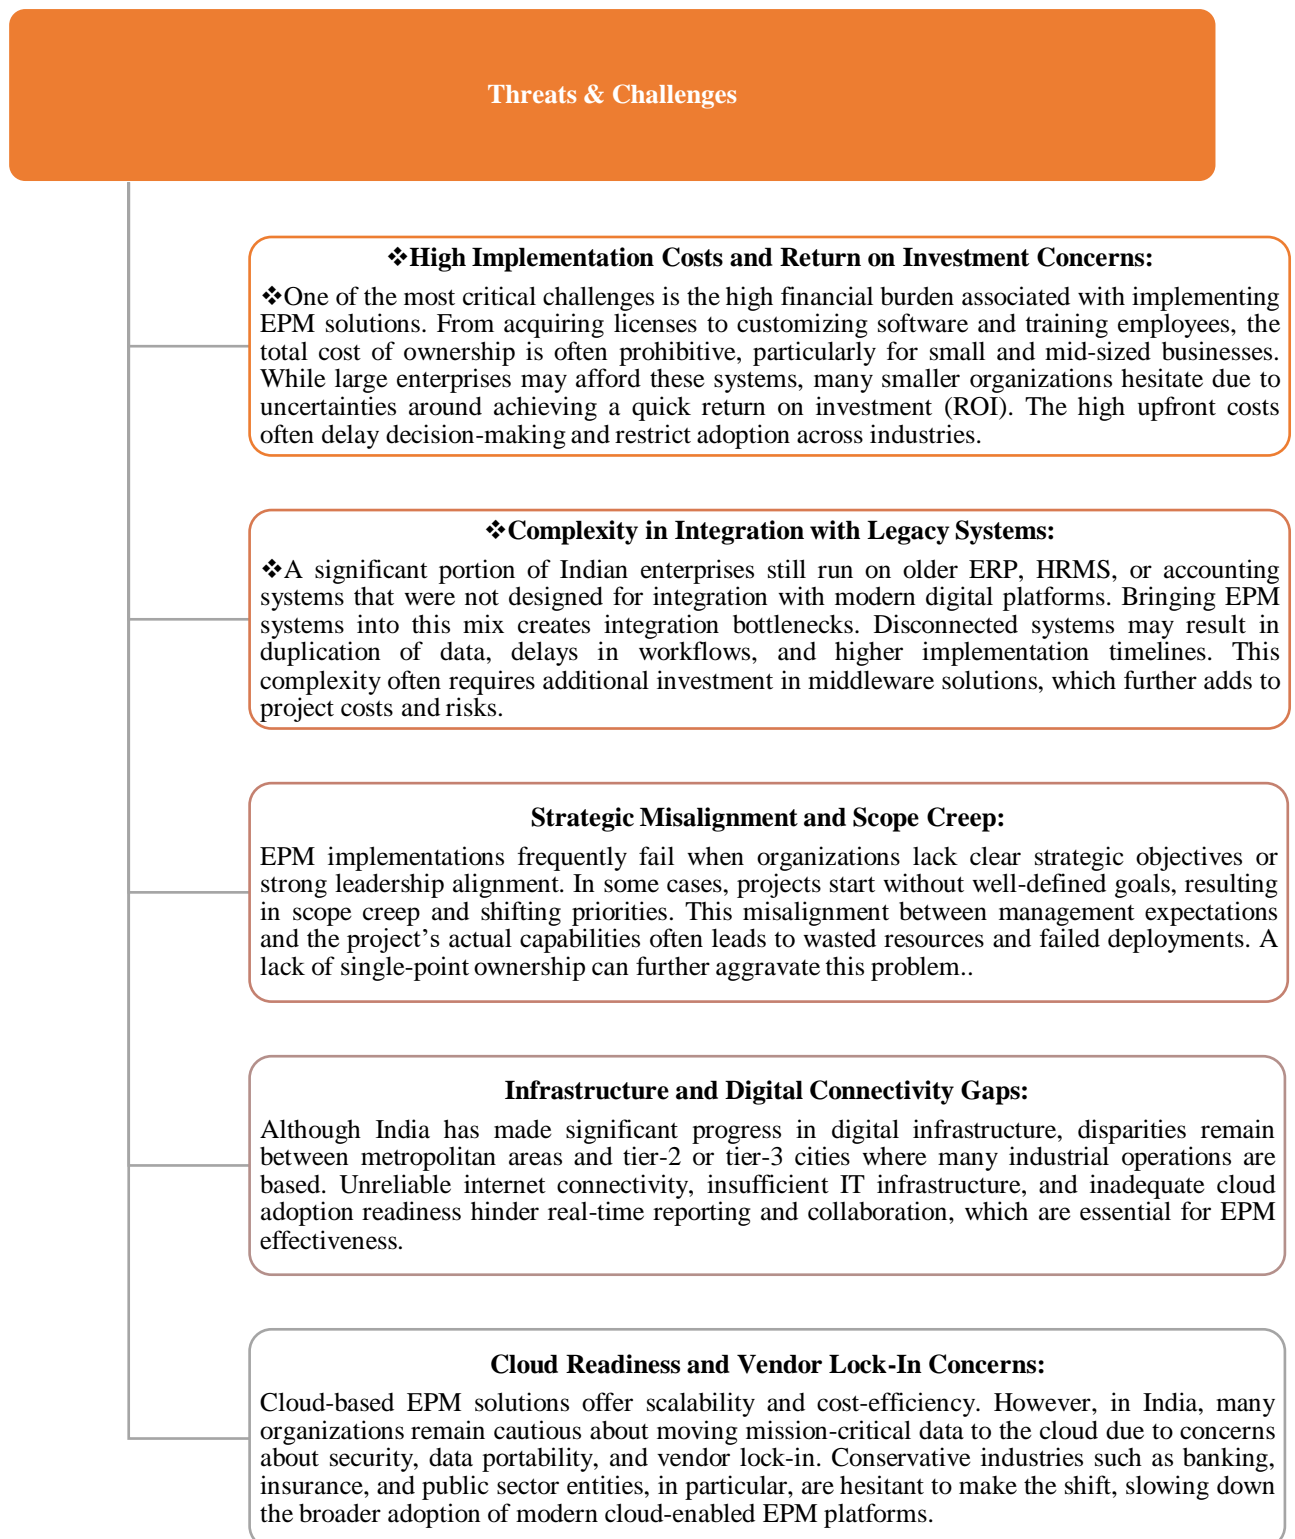 Threats & Challenges
❖High Implementation Costs and Return on Investment Concerns:
❖One of the most critical challenges is the high financial burden associated with implementing
EPM solutions. From acquiring licenses to customizing software and training employees, the
total cost of ownership is often prohibitive, particularly for small and mid-sized businesses.
While large enterprises may afford these systems, many smaller organizations hesitate due to
uncertainties around achieving a quick return on investment (ROI). The high upfront costs
often delay decision-making and restrict adoption across industries.
❖Complexity in Integration with Legacy Systems:
❖A significant portion of Indian enterprises still run on older ERP, HRMS, or accounting
systems that were not designed for integration with modern digital platforms. Bringing EPM
systems into this mix creates integration bottlenecks. Disconnected systems may result in
duplication of data, delays in workflows, and higher implementation timelines. This
complexity often requires additional investment in middleware solutions, which further adds to
project costs and risks.
Strategic Misalignment and Scope Creep:
EPM implementations frequently fail when organizations lack clear strategic objectives or
strong leadership alignment. In some cases, projects start without well-defined goals, resulting
in scope creep and shifting priorities. This misalignment between management expectations
and the project’s actual capabilities often leads to wasted resources and failed deployments. A
lack of single-point ownership can further aggravate this problem..
Infrastructure and Digital Connectivity Gaps:
Although India has made significant progress in digital infrastructure, disparities remain
between metropolitan areas and tier-2 or tier-3 cities where many industrial operations are
based. Unreliable internet connectivity, insufficient IT infrastructure, and inadequate cloud
adoption readiness hinder real-time reporting and collaboration, which are essential for EPM
effectiveness.
Cloud Readiness and Vendor Lock-In Concerns:
Cloud-based EPM solutions offer scalability and cost-efficiency. However, in India, many
organizations remain cautious about moving mission-critical data to the cloud due to concerns
about security, data portability, and vendor lock-in. Conservative industries such as banking,
insurance, and public sector entities, in particular, are hesitant to make the shift, slowing down
the broader adoption of modern cloud-enabled EPM platforms.